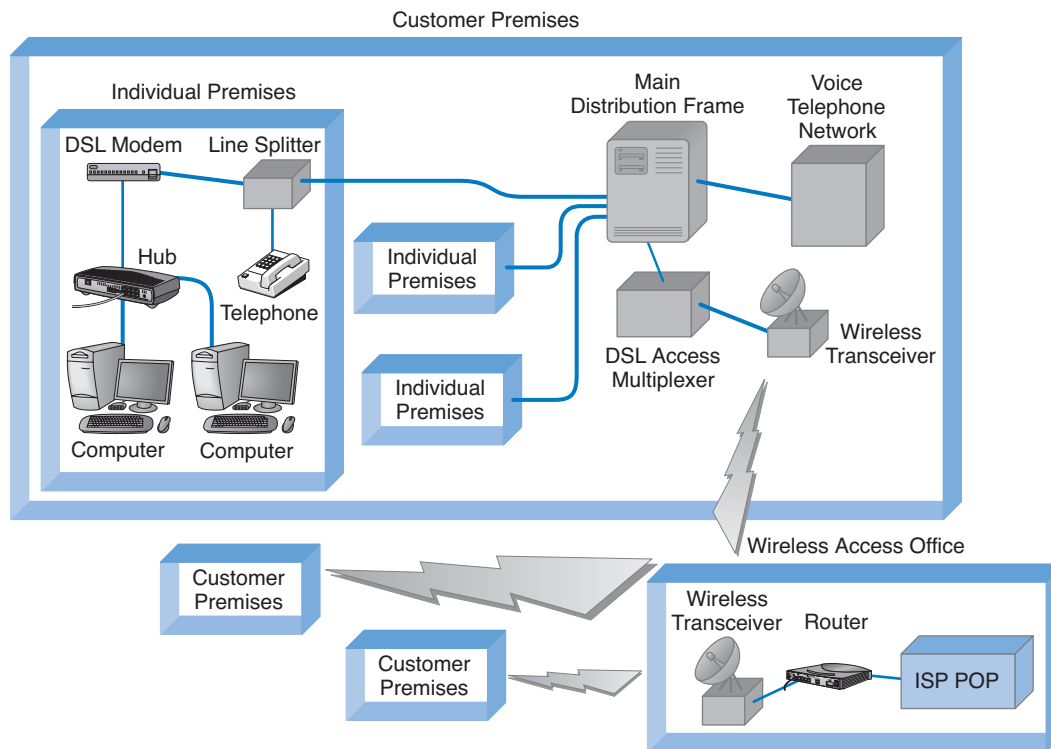 Customer Premises
Individual Premises
Main
Distribution Frame
Voice
Telephone
Network
DSL Modem
Line Splitter
Hub
Telephone
Computer
Computer
Individual
Premises
Individual
Premises
DSL Access
Multiplexer
Wireless
Transceiver
Wireless Access Office
Customer
Premises
Customer
Premises
Wireless
Transceiver
Router
ISP POP